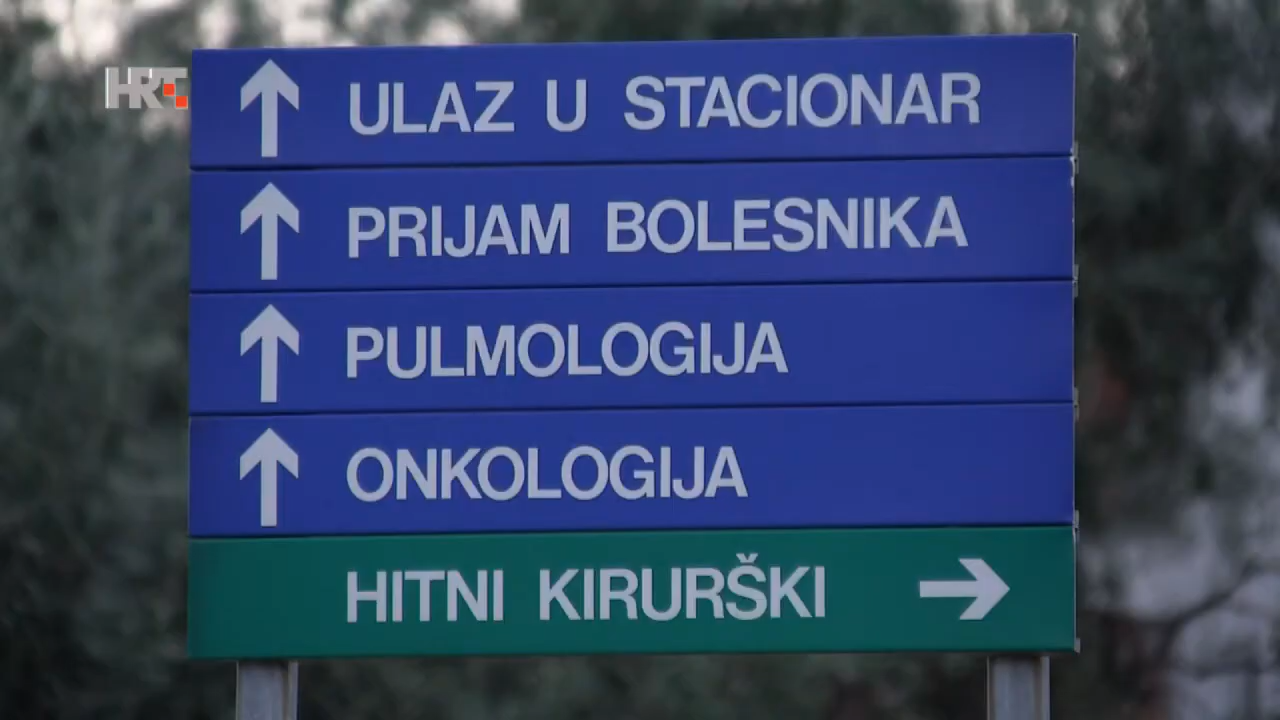 HRT
ULAZ U STACIONAR
PRIJAM BOLESNIKA
PULMOLOGIJA
ONKOLOGIJA
HITNI KIRURŠKI